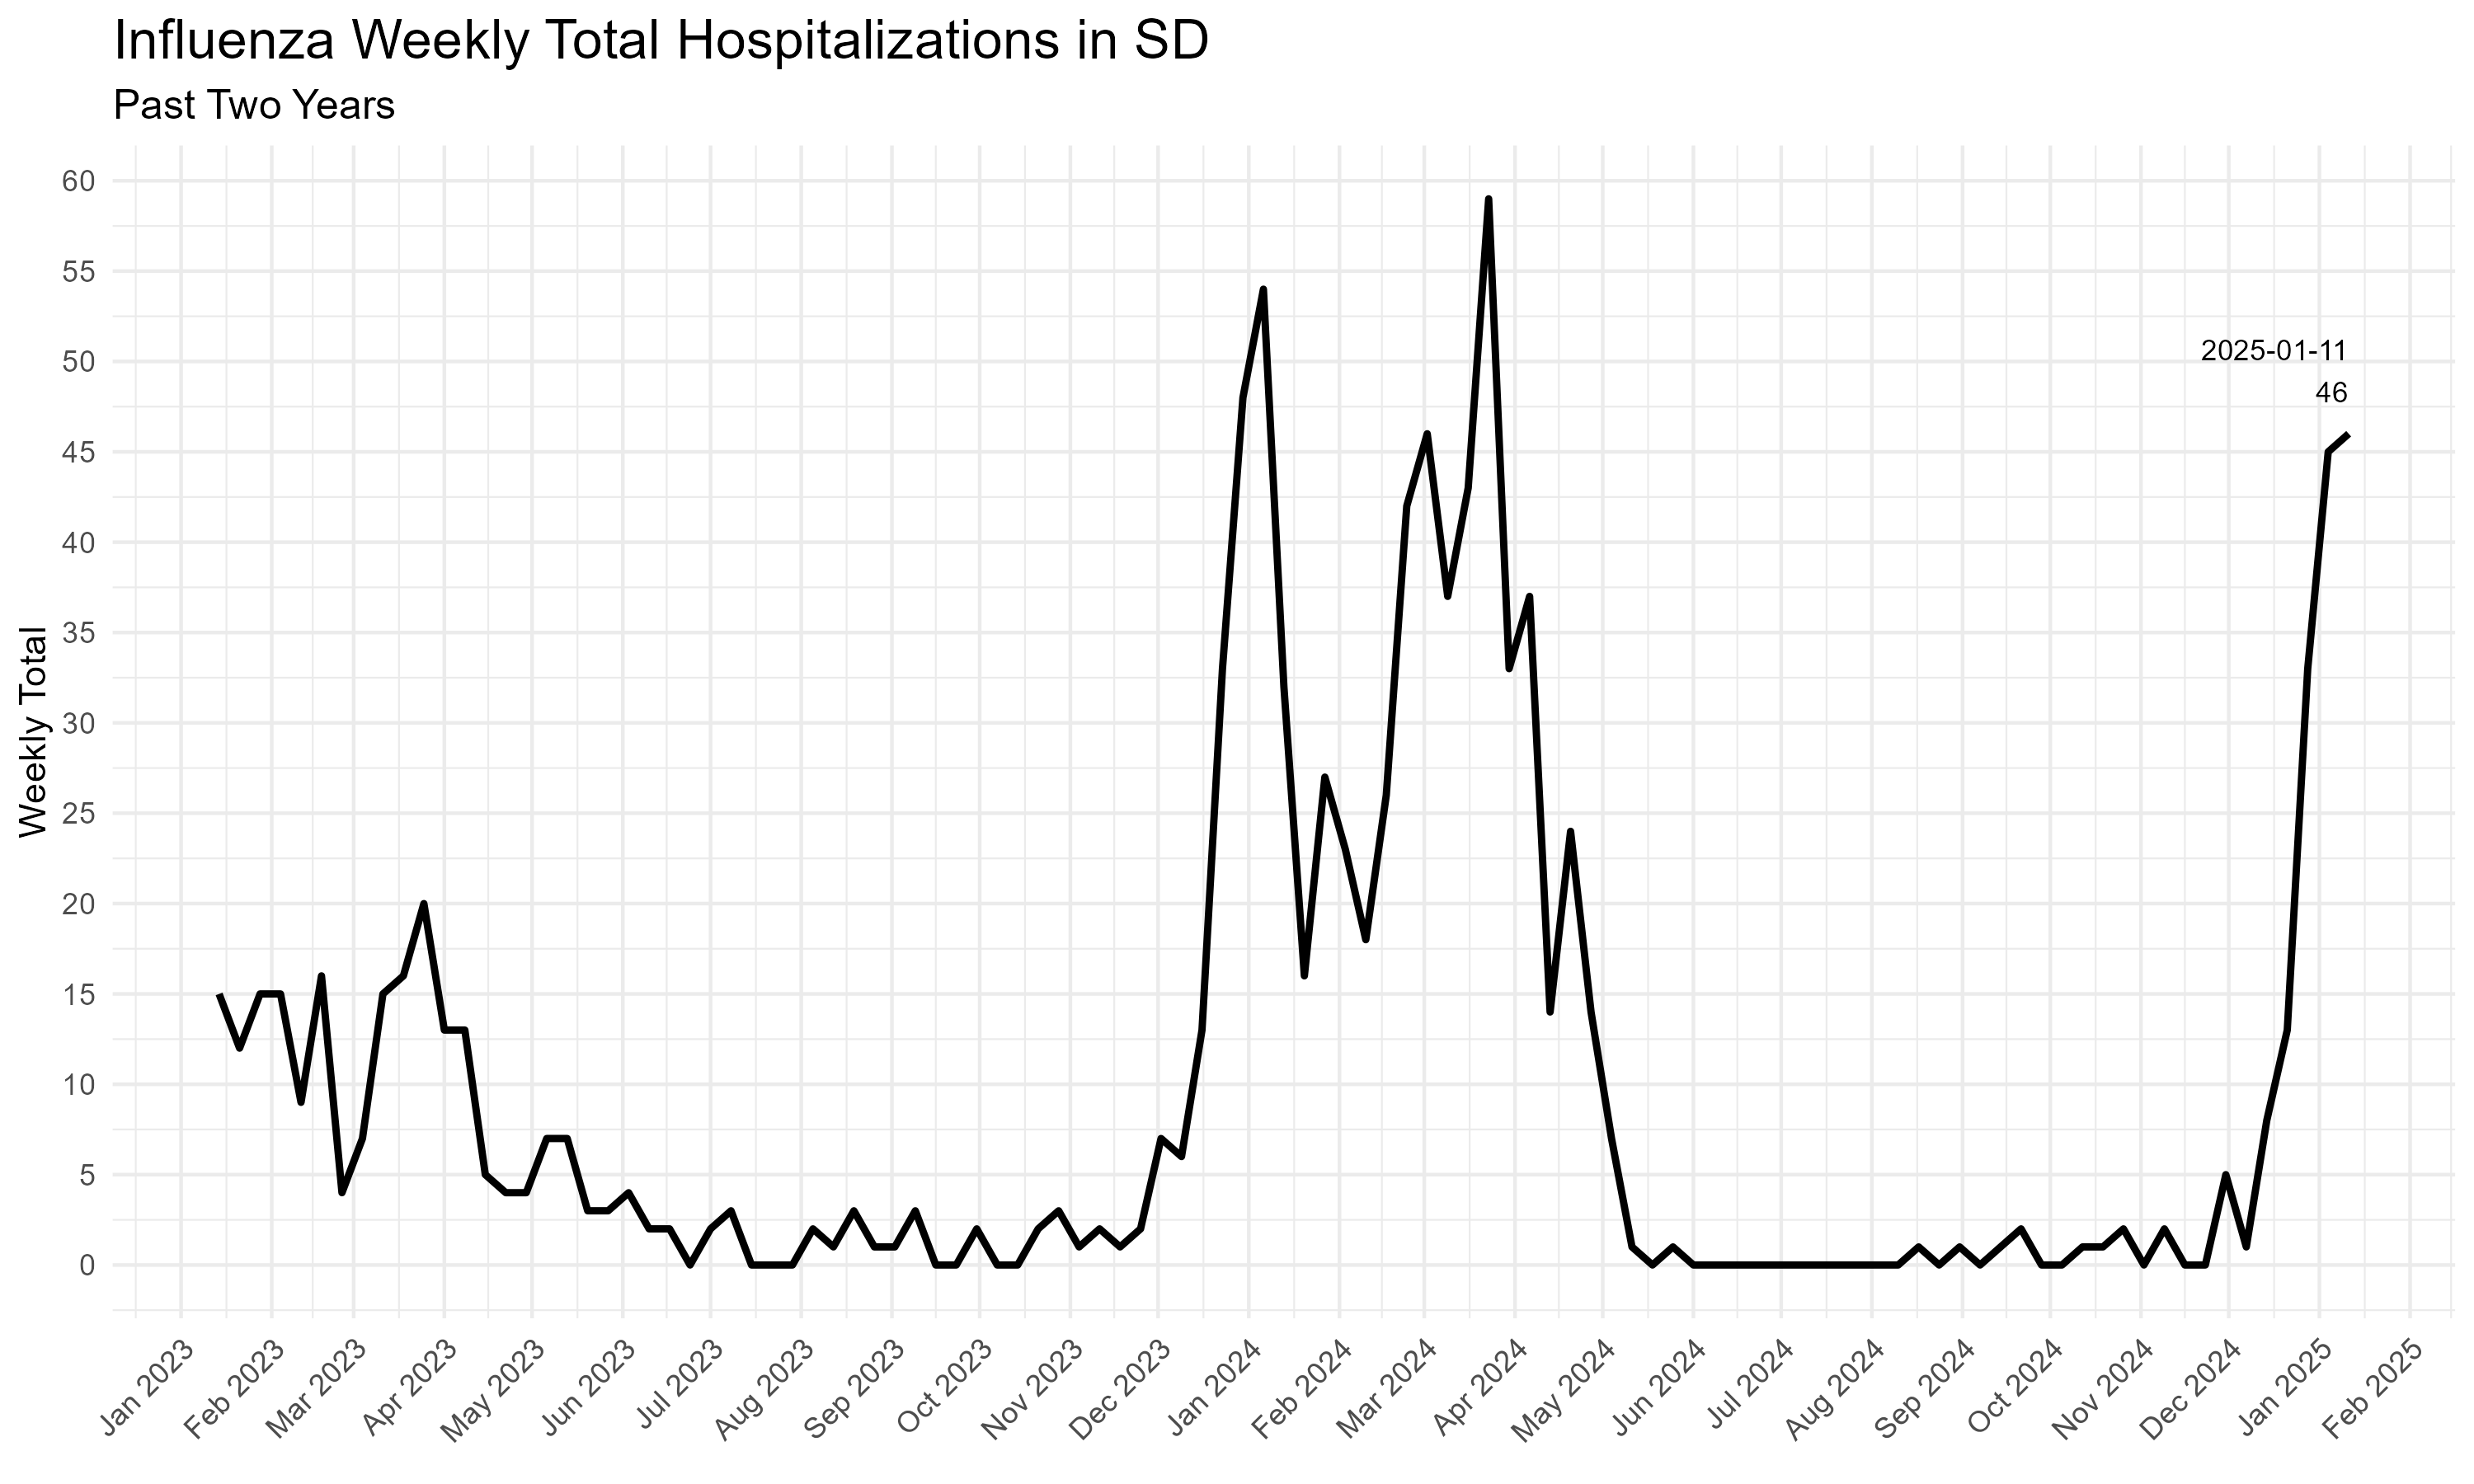 Influenza Weekly Total Hospitalizations in SD
Past Two Years
Weekly Total
60
55
50
45
40
35
30
25
20
15
10
5
0
2025-01-11
46
Jan 2023
Feb 2023
Mar 2023
Apr 2023
May 2023
Jun 2023
Jul 2023
Aug 2023
Sep 2023
Oct 2023
Nov 2023
Dec 2023
Jan 2024
Feb 2024
Mar 2024
Apr 2024
May 2024
Jun 2024
Jul 2024
Aug 2024
Sep 2024
Oct 2024
Nov 2024
Dec 2024
Jan 2025
Feb 2025